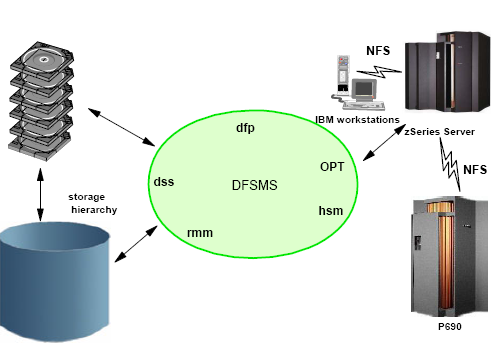 NFS
IBM workstations
zSeries Server
dfp
OPT
NFS
dss
DFSMS
storage
hierarchy
hsm
rmm
P690